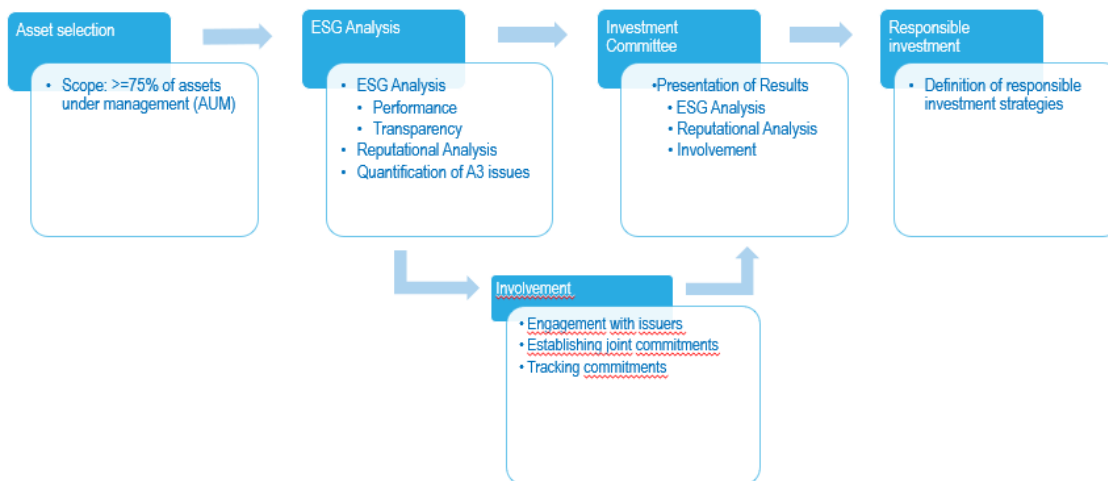 Asset selection
• Scope: >=75% of assets
under management (AUM)
ESG Analysis
• ESG Analysis
• Performance
• Transparency
• Reputational Analysis
• Quantification of A3 issues
Investment
Committee
•Presentation of Results
• ESG Analysis
• Reputational Analysis
• Involvement
Responsible
investment
• Definition of responsible
investment strategies
Involvement
• Engagement with issuers
• Establishing joint commitments
• Tracking commitments